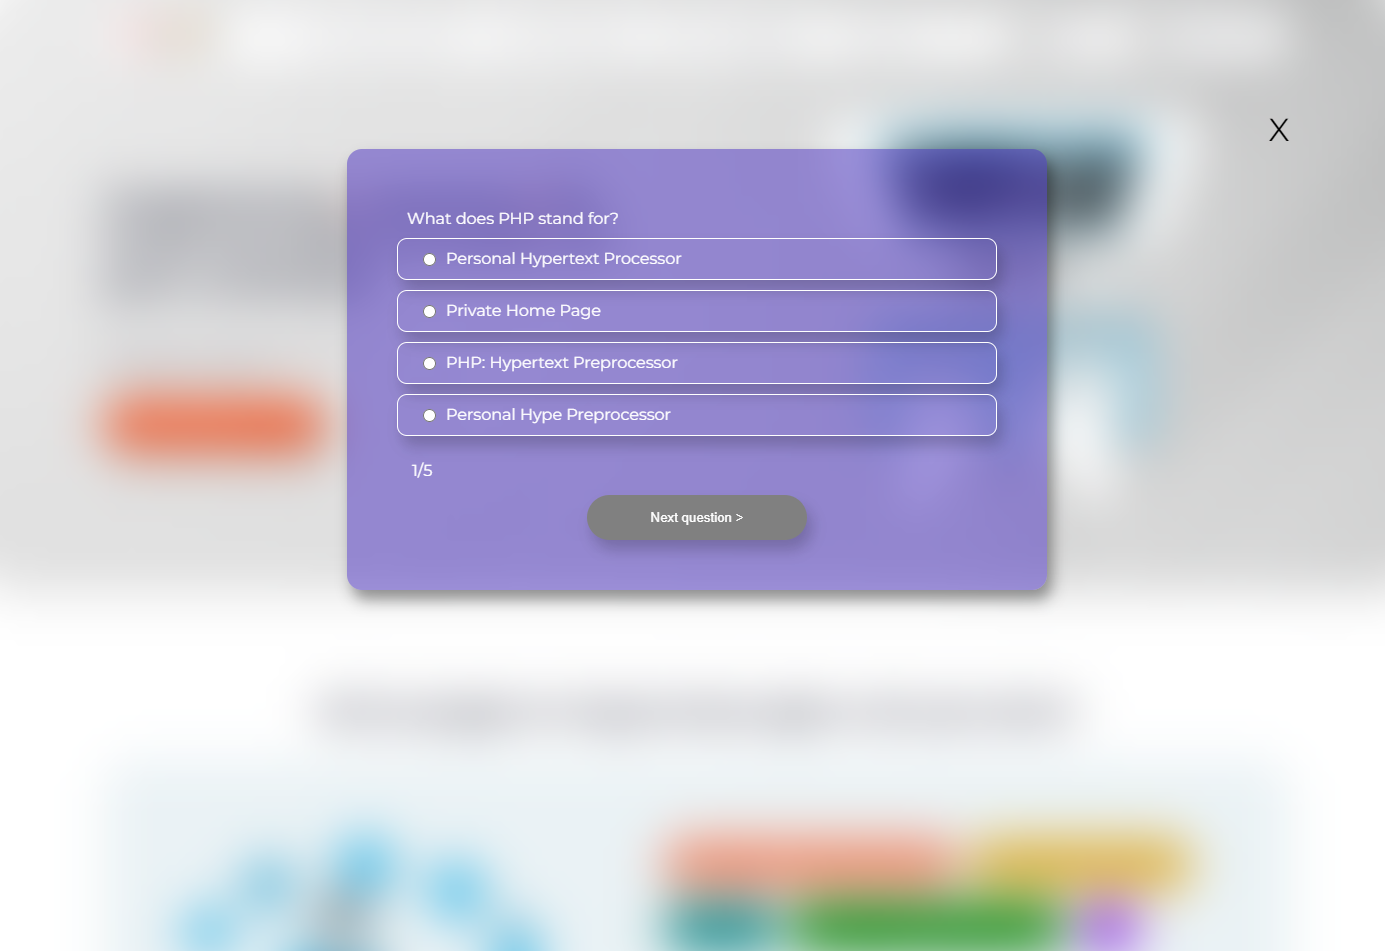 X
What does PHP stand for?
Personal Hypertext Processor
Private Home Page
PHP: Hypertext Preprocessor
Personal Hype Preprocessor
1/5
Next question >